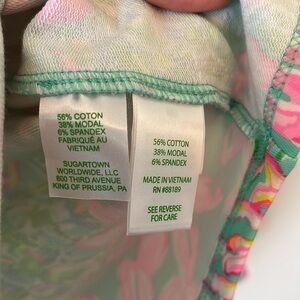 56% COTTON
38% MODAL
6% SPANDEX
FABRIQUÉ AU
VIETNAM
SUGARTOWN
WORLDWIDE, LLC
800 THIRD AVENUE
KING OF PRUSSIA, PA
56% COTTON
38% MODAL
6% SPANDEX
MADE IN VIETNAM
RN #88189
SEE REVERSE
FOR CARE